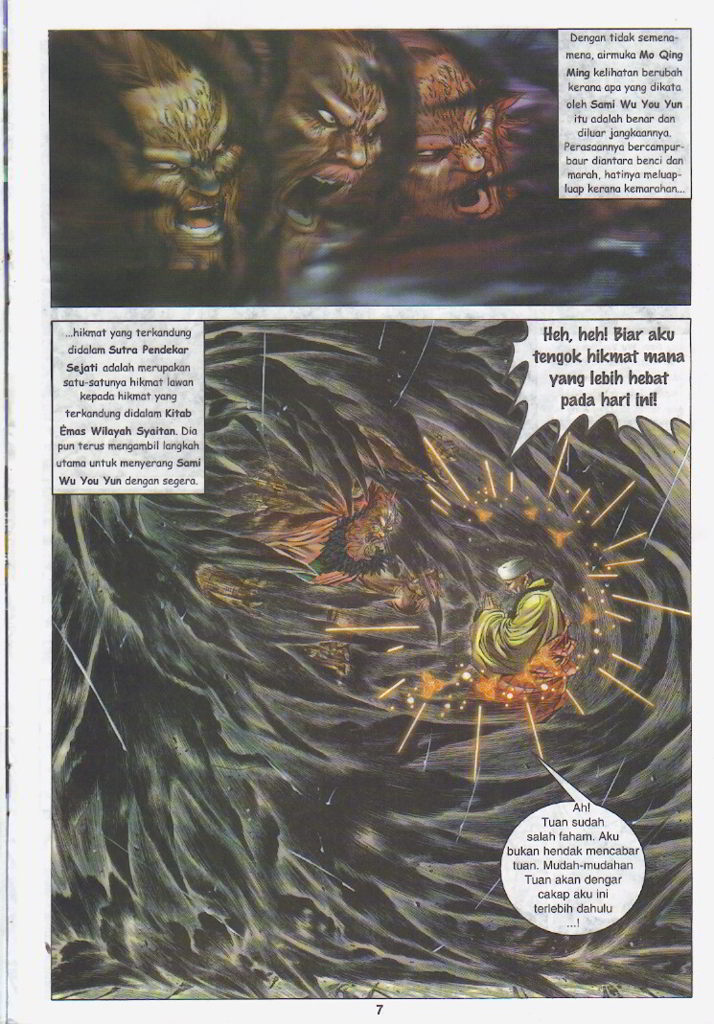 Dengan tidak semena-
mena, airmuka Mo Qing
Ming kelihatan berubah
kerana apa yang dikata
oleh Sami Wu You Yun
itu adalah benar dan
diluar jangkaannya.
Perasaannya bercampur-
baur diantara benci dan
marah, hatinya meluap-
luap kerana kemarahan...
...hikmat yang terkandung
didalam Sutra Pendekar
Sejati adalah merupakan
satu-satunya hikmat lawan
kepada hikmat yang
terkandung didalam Kitab
Emas Wilayah Syaitan. Dia
pun terus mengambil langkah
utama untuk menyerang Sami
Wu You Yun dengan segera.
Heh, heh! Biar aku
tengok hikmat mana
yang lebih hebat
pada hari ini!
Ah!
Tuan sudah
salah faham. Aku
bukan hendak mencabar
tuan. Mudah-mudahan
Tuan akan dengar
cakap aku ini
terlebih dahulu
...!
7